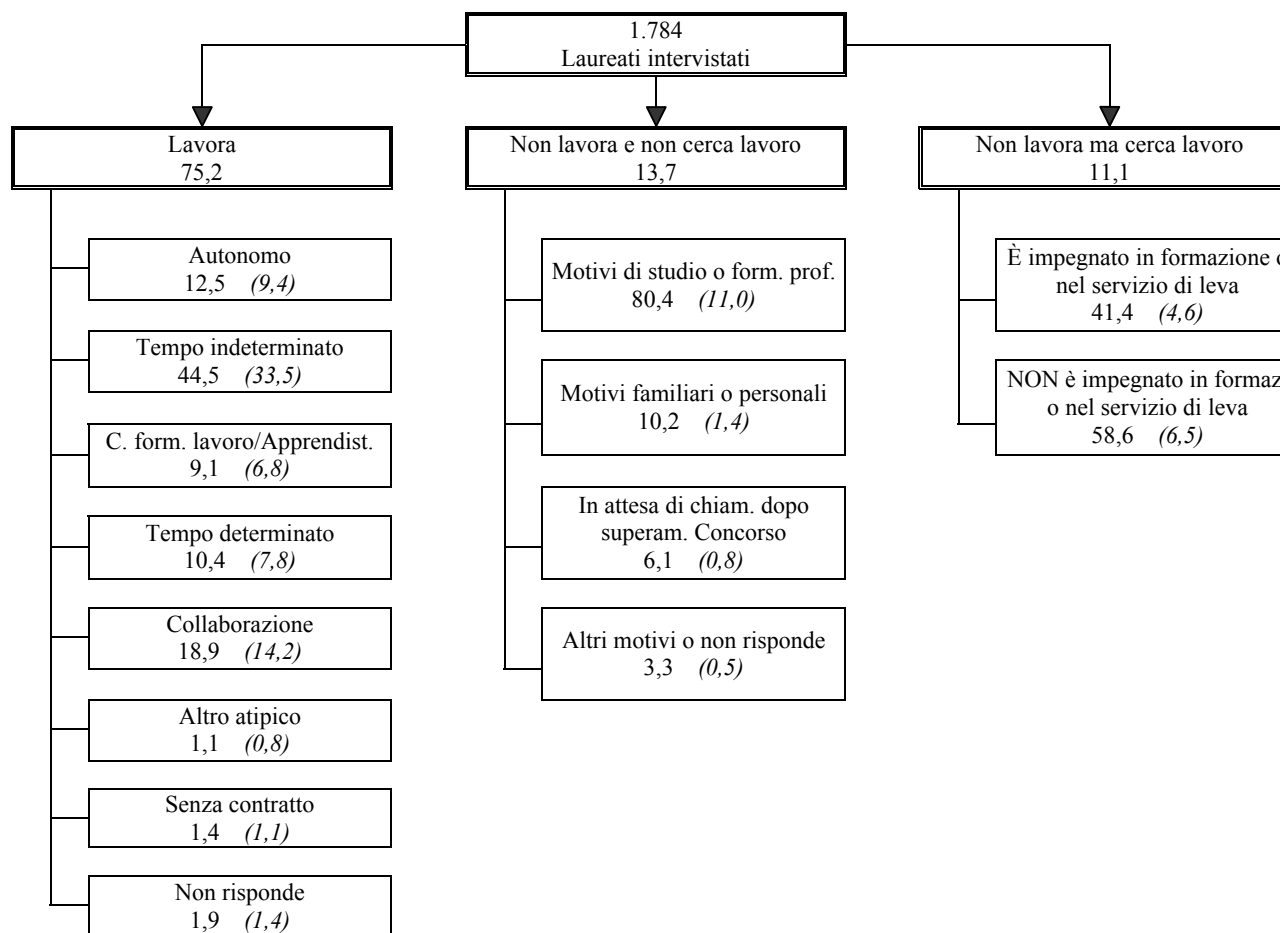 1.784
Laureati intervistati
Lavora
75,2
Non lavora e non cerca lavoro
13,7
Non lavora ma cerca lavoro
11,1
Autonomo
12,5 (9,4)
Tempo indeterminato
44,5 (33,5)
C. form. lavoro/Apprendist.
9,1 (6,8)
Tempo determinato
10,4 (7,8)
Collaborazione
18,9 (14,2)
Altro atipico
1,1 (0,8)
Senza contratto
1,4 (1,1)
Non risponde
1,9 (1,4)
Motivi di studio o form. prof.
80,4 (11,0)
Motivi familiari o personali
10,2 (1,4)
In attesa di chiam. dopo
superam. Concorso
6,1 (0,8)
Altri motivi o non risponde
3,3 (0,5)
È impegnato in formazione o
nel servizio di leva
41,4 (4,6)
NON è impegnato in formaz
o nel servizio di leva
58,6 (6,5)